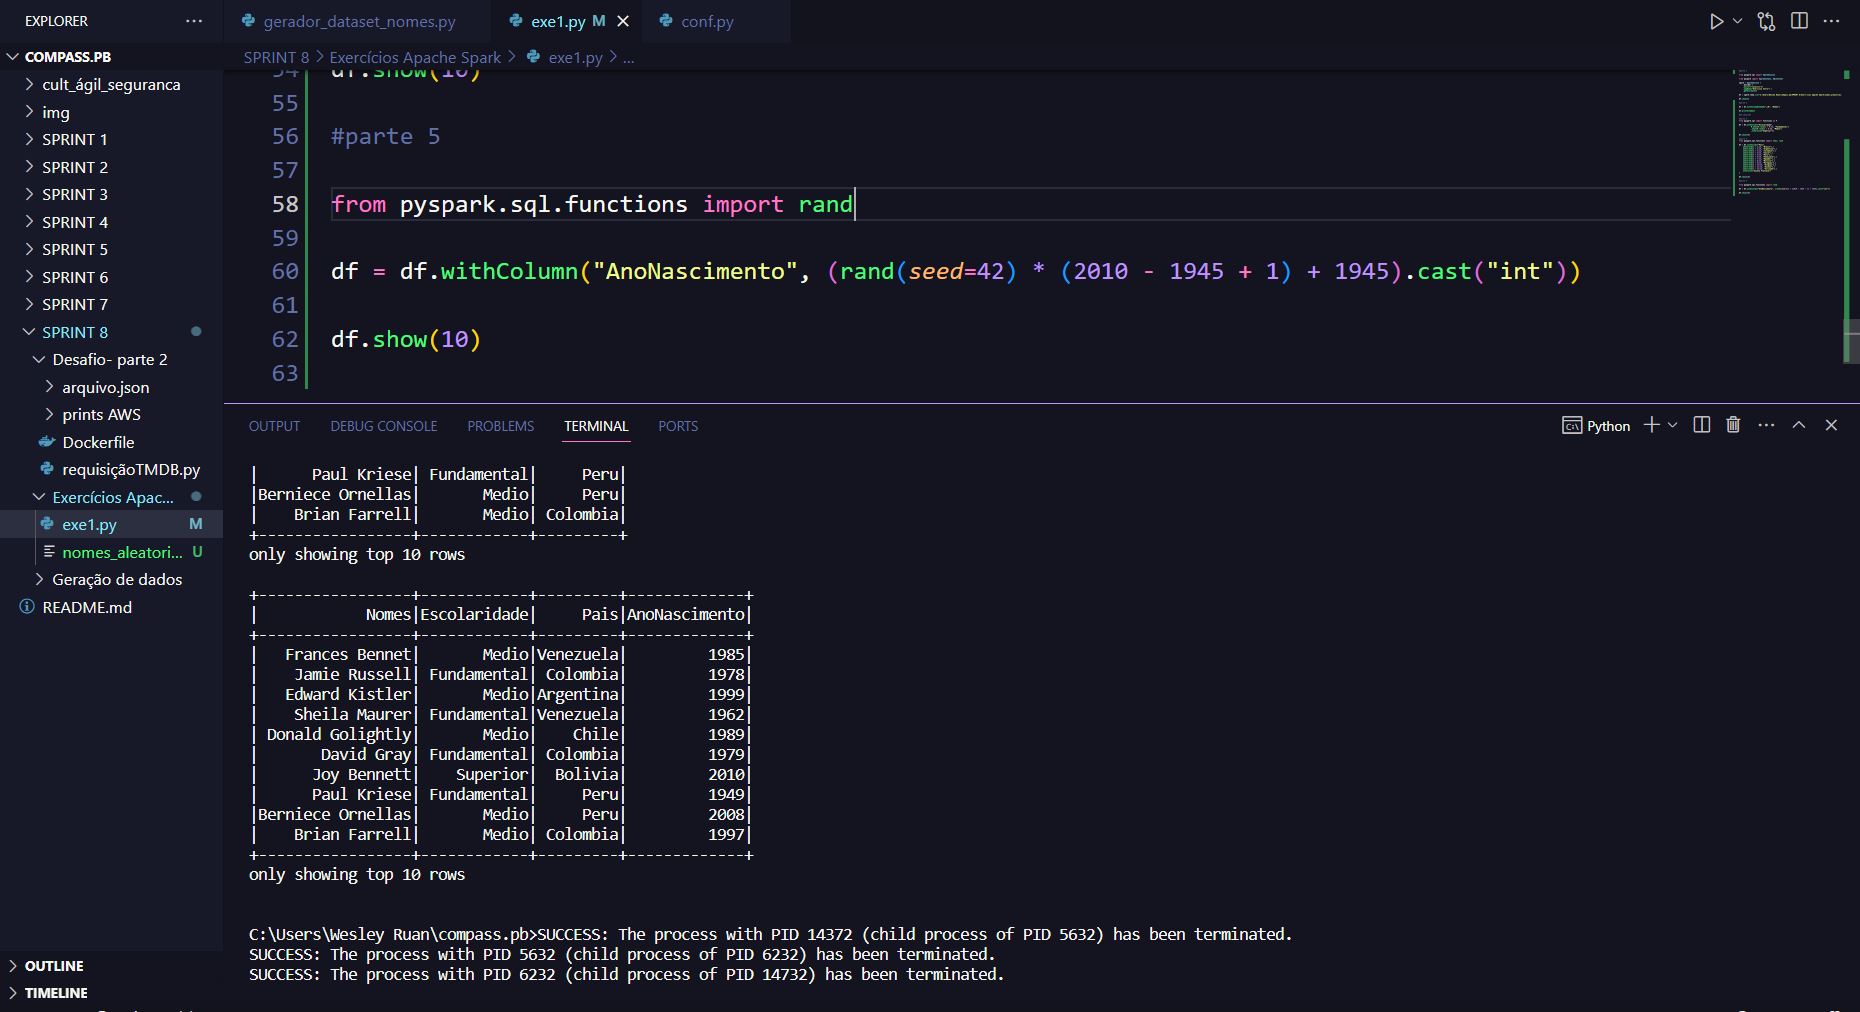 EXPLORER
COMPASS.PB
cult_ágil_seguranca
img
SPRINT 1
SPRINT 2
SPRINT 3
SPRINT 4
SPRINT 5
SPRINT 6
SPRINT 7
SPRINT 8
Desafio- parte 2
arquivo.json
prints AWS
Dockerfile
requisiçãoTMDB.py
Exercícios Apac...
exe1.py M
nomes_aleatori... U
Geração de dados
README.md
OUTLINE
TIMELINE
gerador_dataset_nomes.py
exe1.py M
conf.py
SPRINT 8 > Exercícios Apache Spark > exe1.py > ...
54 df.show(10)
55
56 #parte 5
57
58 from pyspark.sql.functions import rand
59
60 df = df.withColumn("AnoNascimento", (rand(seed=42) * (2010 - 1945 + 1) + 1945).cast("int"))
61
62 df.show(10)
63
OUTPUT DEBUG CONSOLE PROBLEMS TERMINAL PORTS
Python
|      Paul Kriese| Fundamental|     Peru|
|Berniece Ornellas|       Medio|     Peru|
|    Brian Farrell|       Medio| Colombia|
+-----------------+------------+---------+
only showing top 10 rows
+-----------------+------------+---------+-------------+
|            Nomes|Escolaridade|     Pais|AnoNascimento|
+-----------------+------------+---------+-------------+
|   Frances Bennet|       Medio|Venezuela|         1985|
|    Jamie Russell| Fundamental| Colombia|         1978|
|   Edward Kistler|       Medio|Argentina|         1999|
|    Sheila Maurer| Fundamental|Venezuela|         1962|
| Donald Golightly|       Medio|    Chile|         1989|
|       David Gray| Fundamental| Colombia|         1979|
|      Joy Bennett|    Superior|  Bolivia|         2010|
|      Paul Kriese| Fundamental|     Peru|         1949|
|Berniece Ornellas|       Medio|     Peru|         2008|
|    Brian Farrell|       Medio| Colombia|         1997|
+-----------------+------------+---------+-------------+
only showing top 10 rows
C:\Users\Wesley Ruan\compass.pb>SUCCESS: The process with PID 14372 (child process of PID 5632) has been terminated.
SUCCESS: The process with PID 5632 (child process of PID 6232) has been terminated.
SUCCESS: The process with PID 6232 (child process of PID 14732) has been terminated.